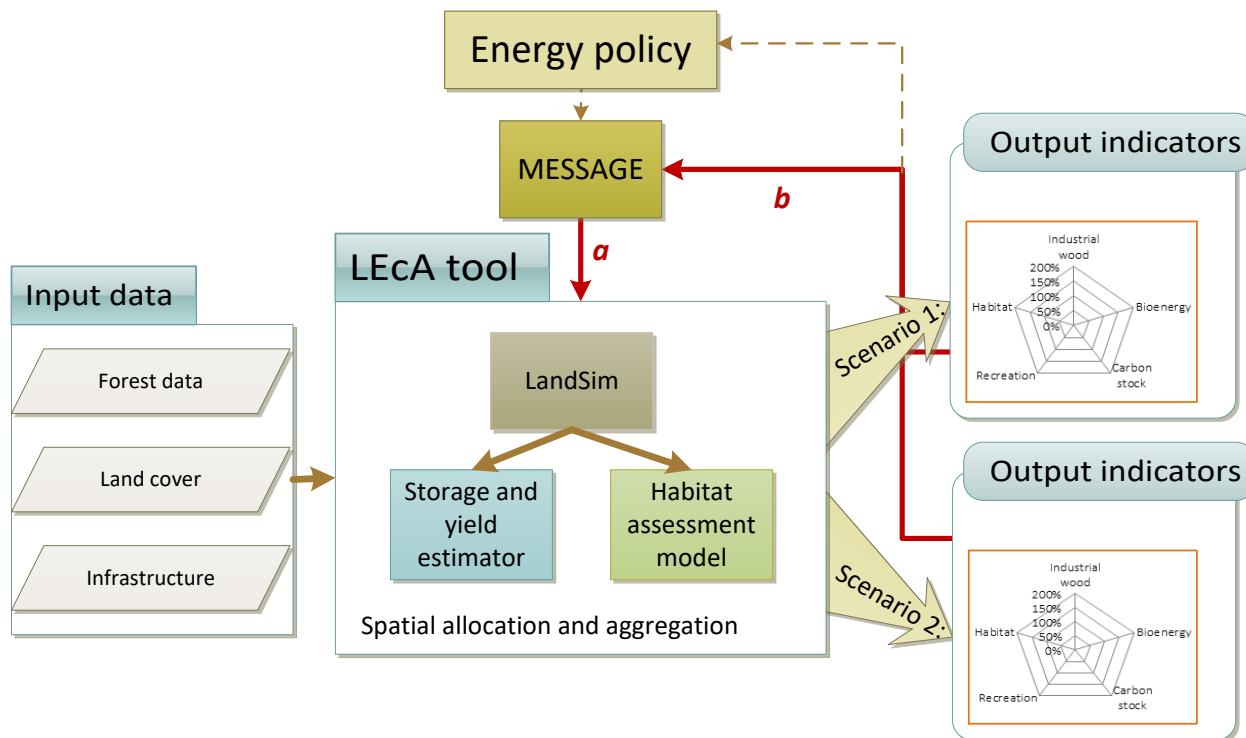 Energy policy
MESSAGE
a
b
Input data
Forest data
Land cover
Infrastructure
LEcA tool
LandSim
Storage and
yield
estimator
Habitat
assessment
model
Spatial allocation and aggregation
Scenario 1:
Scenario 2:
Output indicators
Industrial
wood
200%
150%
100%
50%
0%
Habitat
Bioenergy
Recreation
Carbon
stock
Output indicators
Industrial
wood
200%
150%
100%
50%
0%
Habitat
Bioenergy
Recreation
Carbon
stock